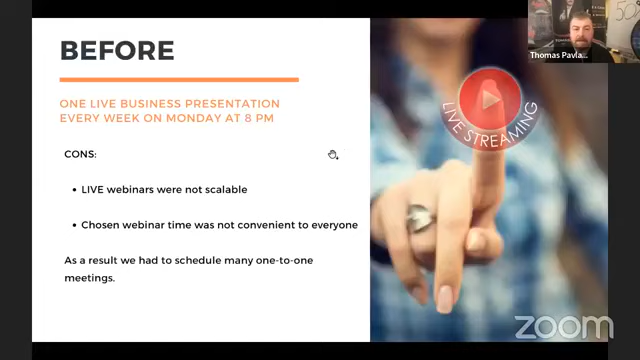 BEFORE
ONE LIVE BUSINESS PRESENTATION
EVERY WEEK ON MONDAY AT 8 PM
CONS:
• LIVE webinars were not scalable
• Chosen webinar time was not convenient to everyone
As a result we had to schedule many one-to-one
meetings.
LIVE STREAMING
Thomas Pavla...
zoom